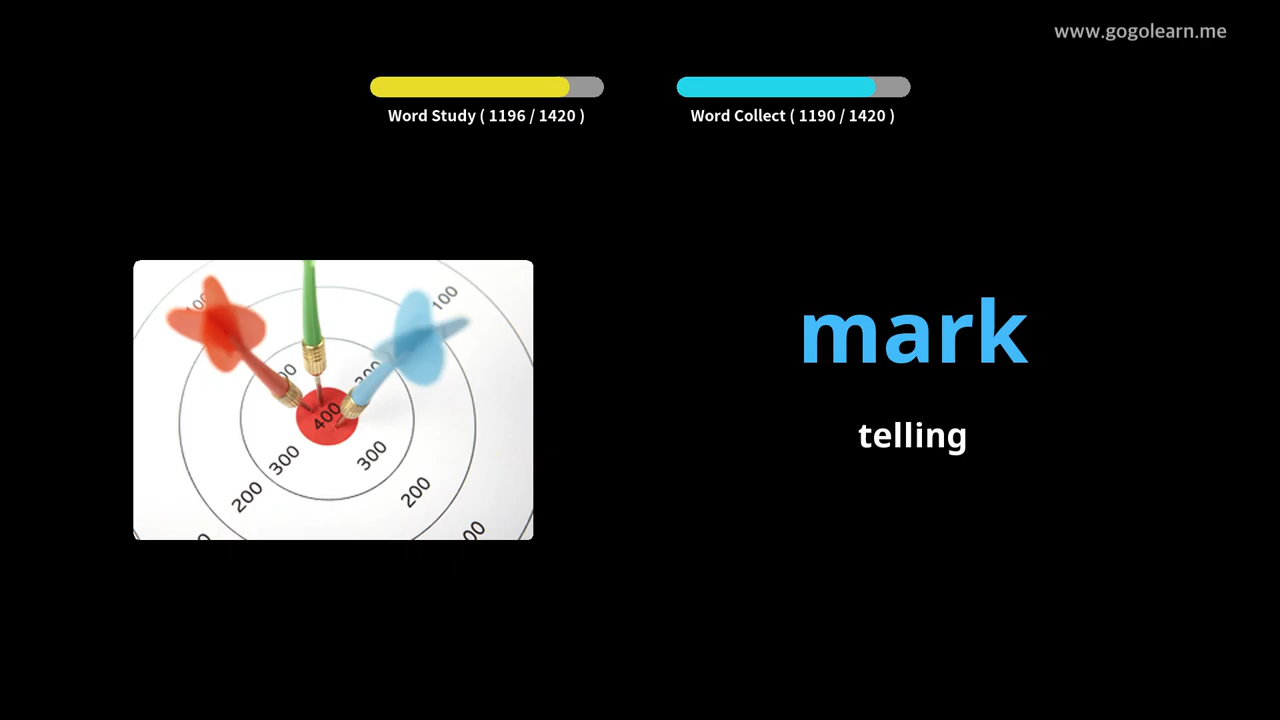 www.gogolearn.me
Word Study ( 1196 / 1420 )
Word Collect ( 1190 / 1420 )
mark
telling
100
100
200
400
300
300
200
200